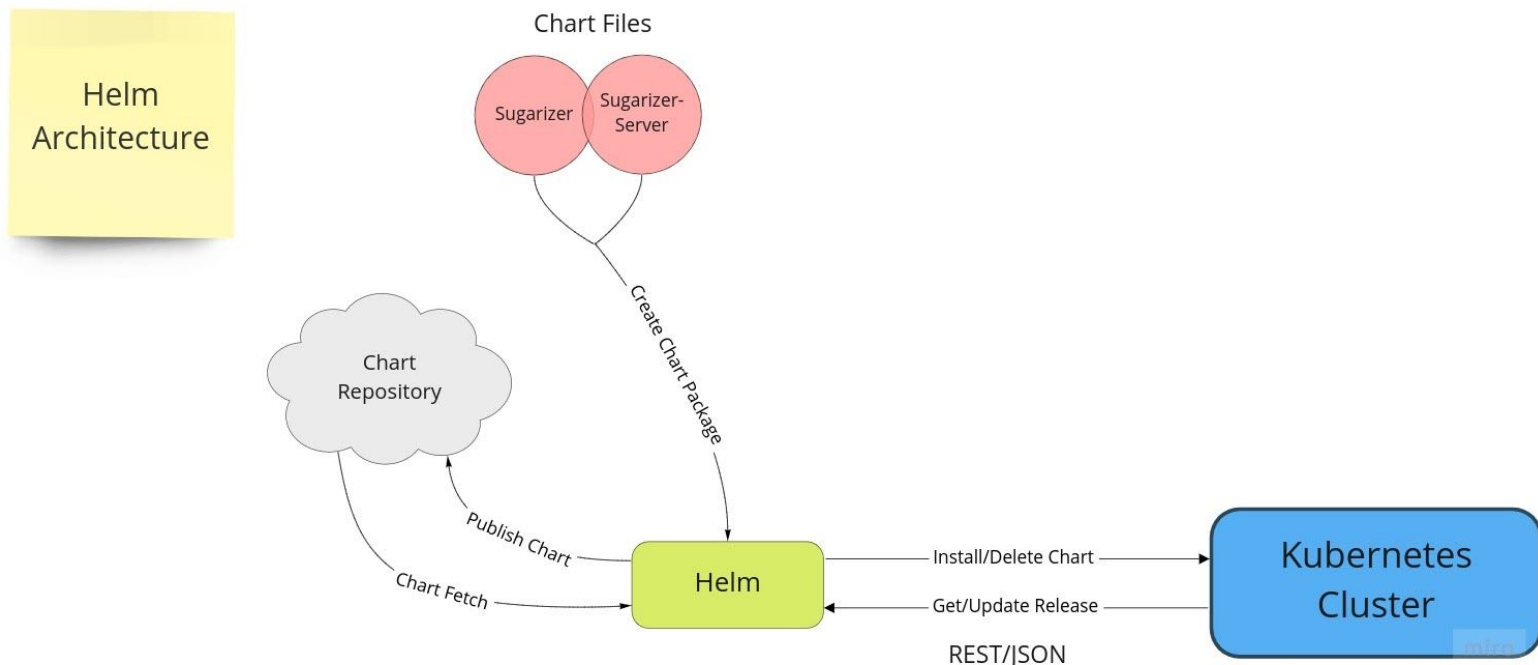 Helm
Architecture
Chart Files
Sugarizer
Sugarizer-
Server
Create Chart Package
Chart
Repository
Publish Chart
Chart Fetch
Helm
Install/Delete Chart
Get/Update Release
REST/JSON
Kubernetes
Cluster
miro